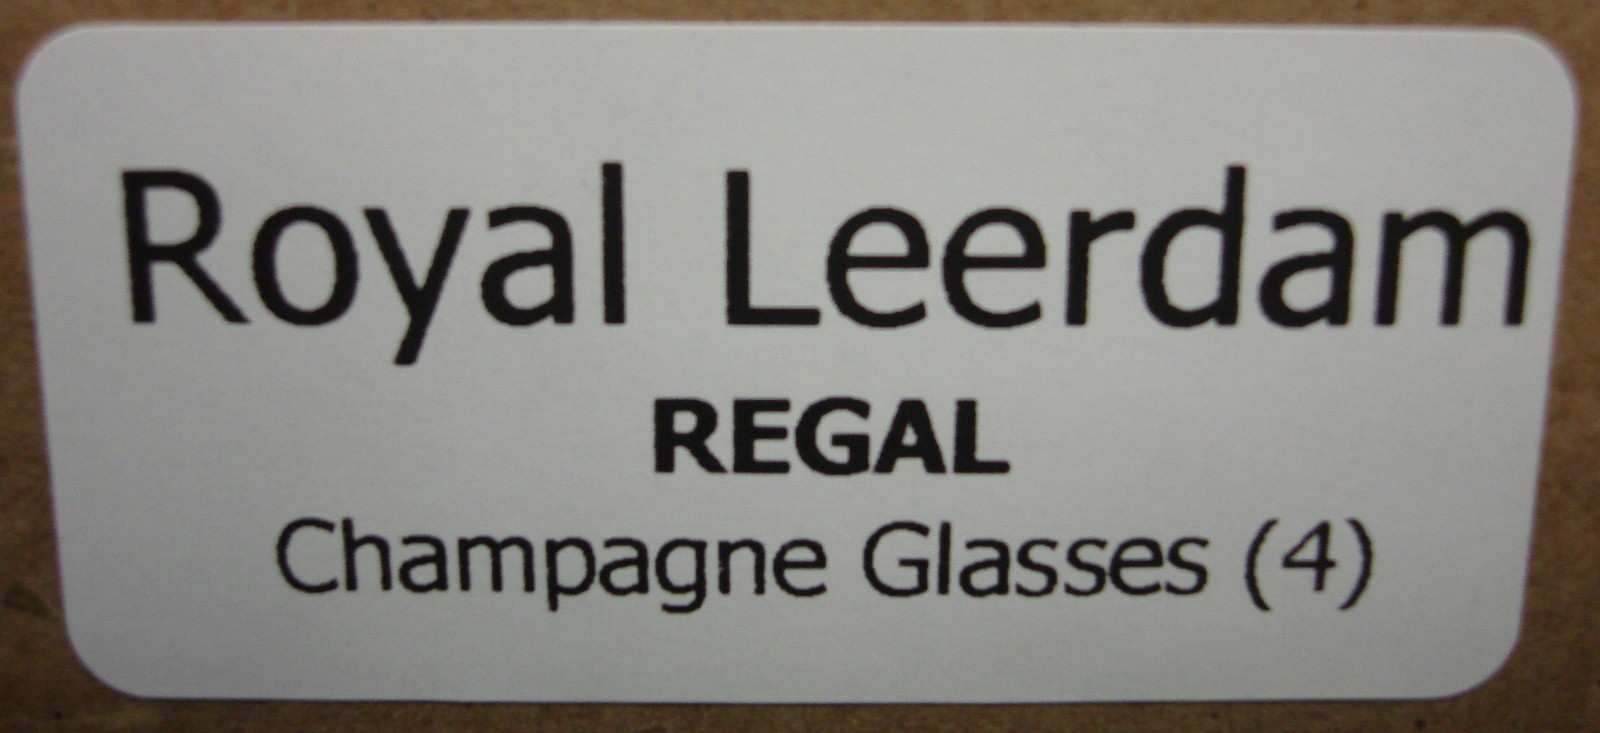 Royal Leerdam
REGAL
Champagne Glasses (4)